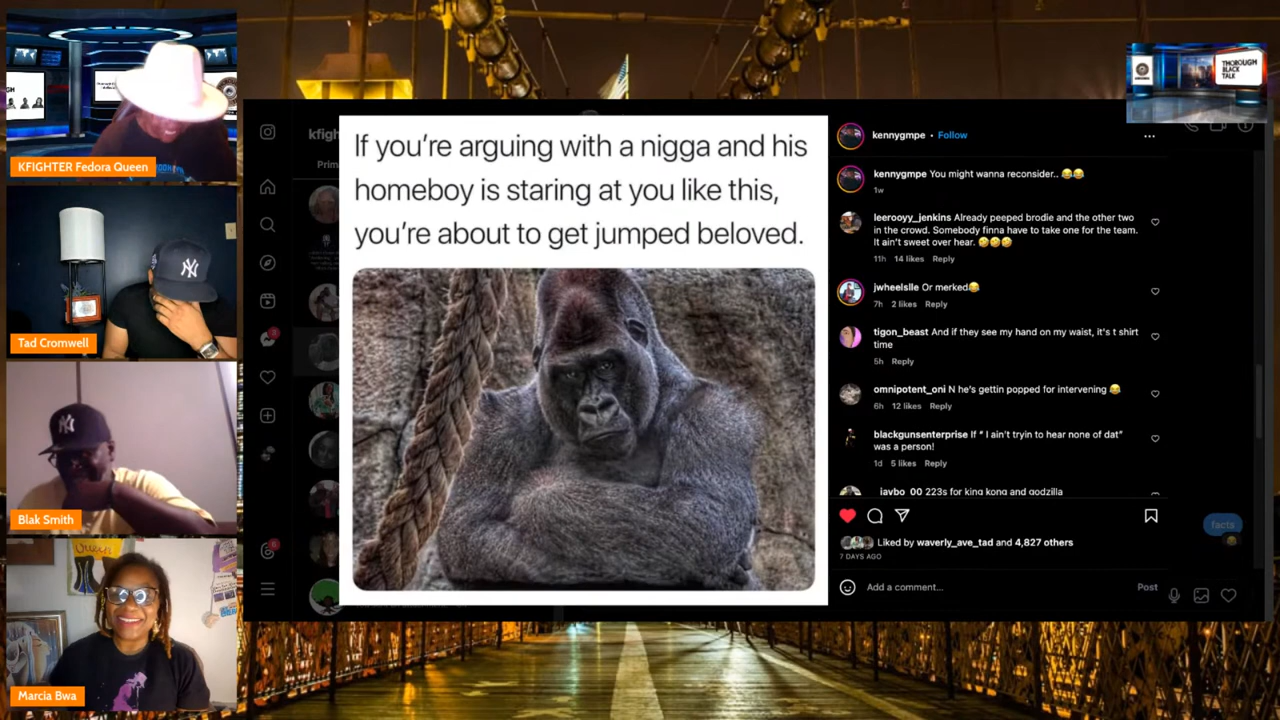 THOROUGH
BLACK
TALK
KFIGHTER Fedora Queen
Tad Cromwell
Blak Smith
Marcia Bwa
kfigh
Prim
If you’re arguing with a nigga and his
homeboy is staring at you like this,
you’re about to get jumped beloved.
kennygmpe • Follow
kennygmpe You might wanna reconsider.. 😂😂
1w
leerooyy_jenkins Already peeped brodie and the other two
in the crowd. Somebody finna have to take one for the team.
It ain’t sweet over hear. 🤣🤣🤣
11h 14 likes Reply
jwheelslle Or merked😂
7h 2 likes Reply
tigon_beast And if they see my hand on my waist, it’s t shirt
time
5h Reply
omnipotent_oni N he’s gettin popped for intervening 😂
6h 12 likes Reply
blackgunsenterprise If “ I ain’t tryin to hear none of dat”
was a person!
1d 5 likes Reply
jaybo_00 223s for king kong and godzilla
Liked by waverly_ave_tad and 4,827 others
7 DAYS AGO
Add a comment... Post
facts